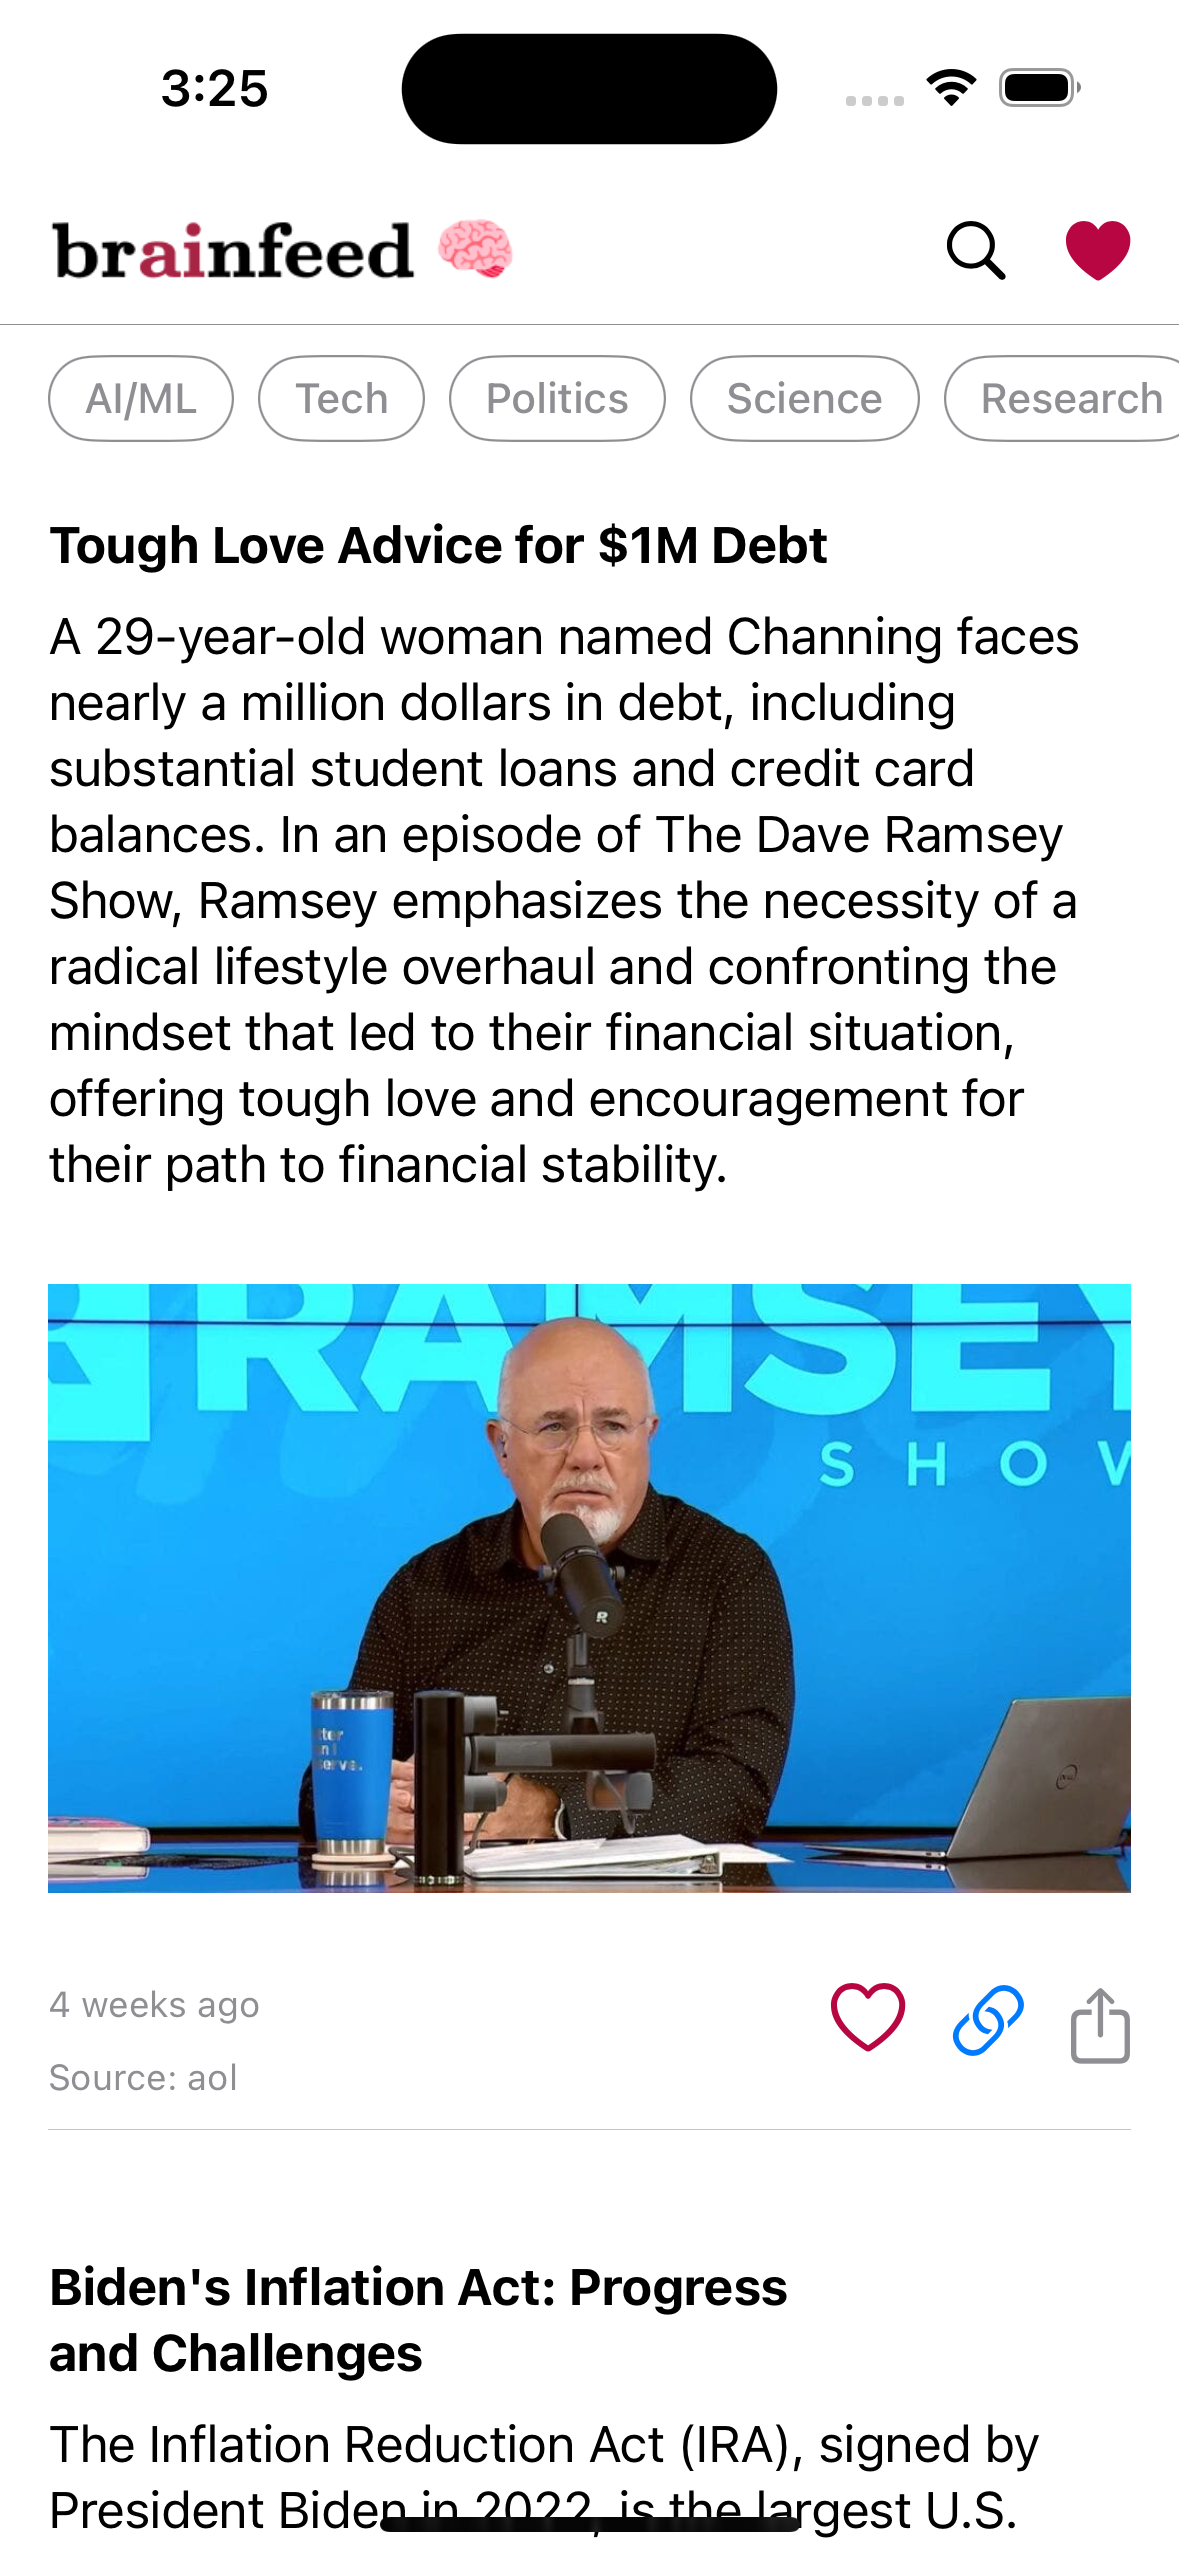 3:25
brainfeed
AI/ML Tech Politics Science Research
Tough Love Advice for $1M Debt
A 29-year-old woman named Channing faces
nearly a million dollars in debt, including
substantial student loans and credit card
balances. In an episode of The Dave Ramsey
Show, Ramsey emphasizes the necessity of a
radical lifestyle overhaul and confronting the
mindset that led to their financial situation,
offering tough love and encouragement for
their path to financial stability.
RAMSEY
SHOW
R
DELL
4 weeks ago
Source: aol
Biden's Inflation Act: Progress
and Challenges
The Inflation Reduction Act (IRA), signed by
President Biden in 2022, is the largest U.S.